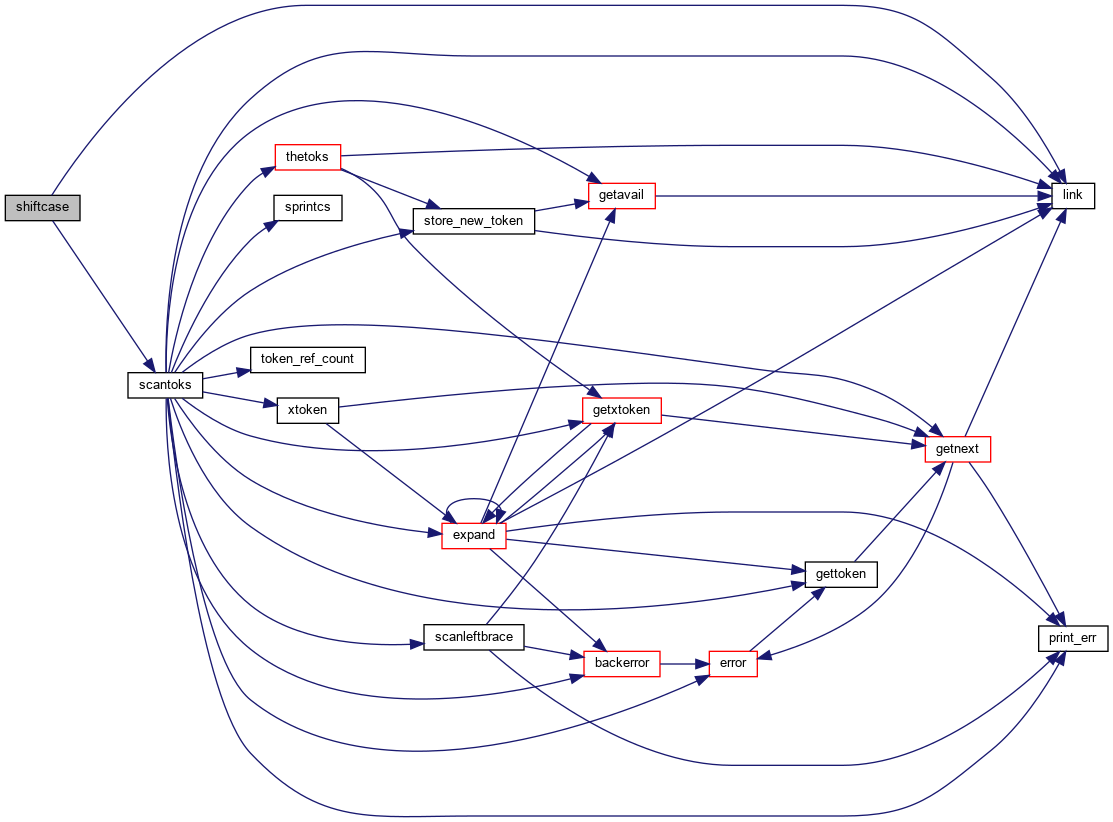 shiftcase
scantoks
thetoks
sprintcs
store_new_token
getavail
link
token_ref_count
xtoken
getxtoken
getnext
expand
gettoken
scanleftbrace
backerror
error
print_err